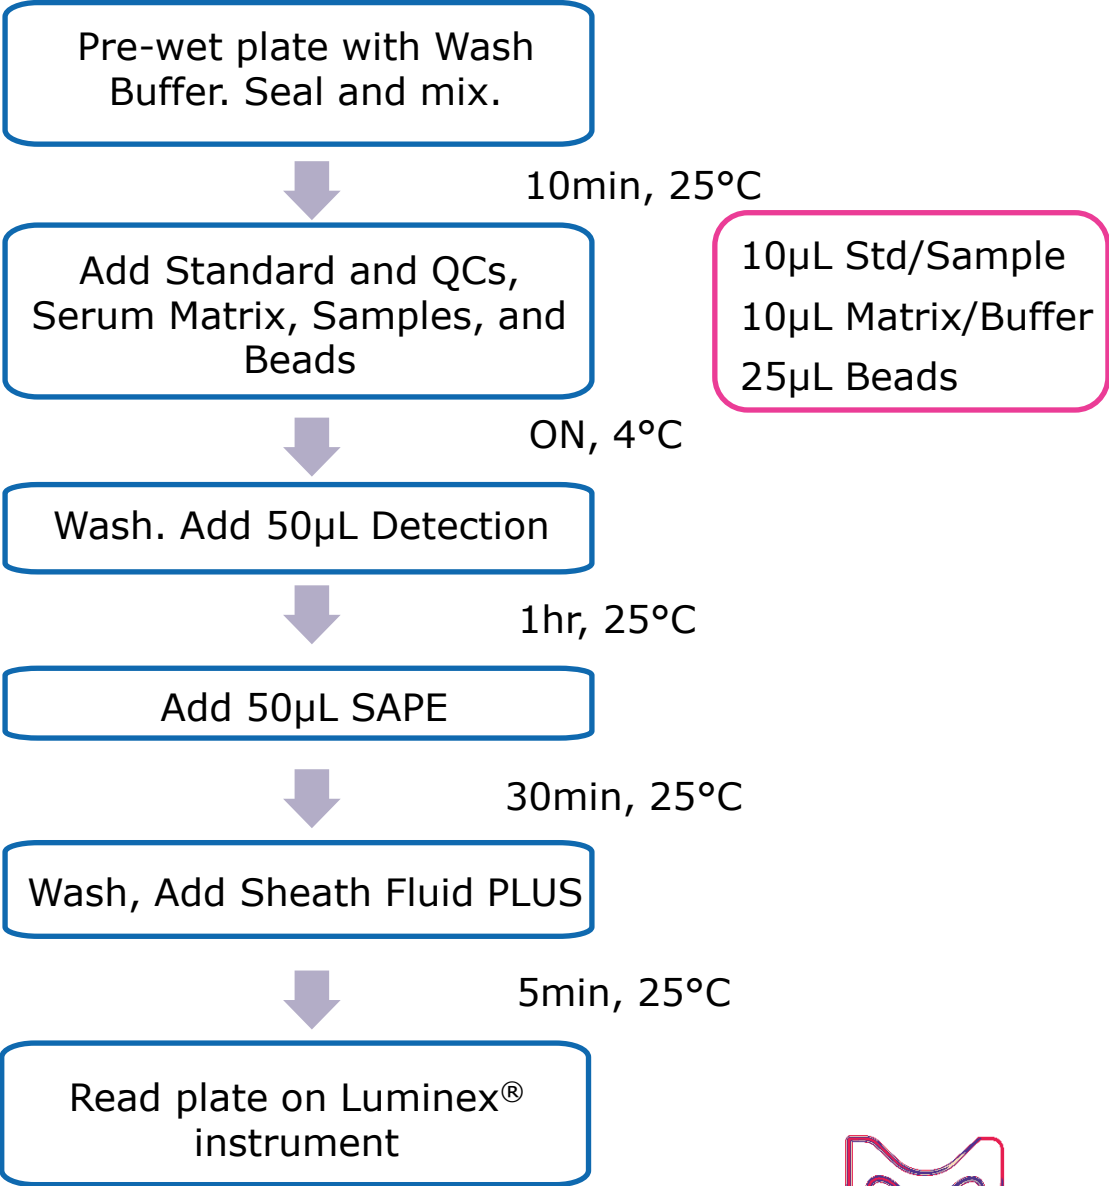 Pre-wet plate with Wash
Buffer. Seal and mix.
10min, 25°C
Add Standard and QCs,
Serum Matrix, Samples, and
Beads
10µL Std/Sample
10µL Matrix/Buffer
25µL Beads
ON, 4°C
Wash. Add 50µL Detection
1hr, 25°C
Add 50µL SAPE
30min, 25°C
Wash, Add Sheath Fluid PLUS
5min, 25°C
Read plate on Luminex®
instrument